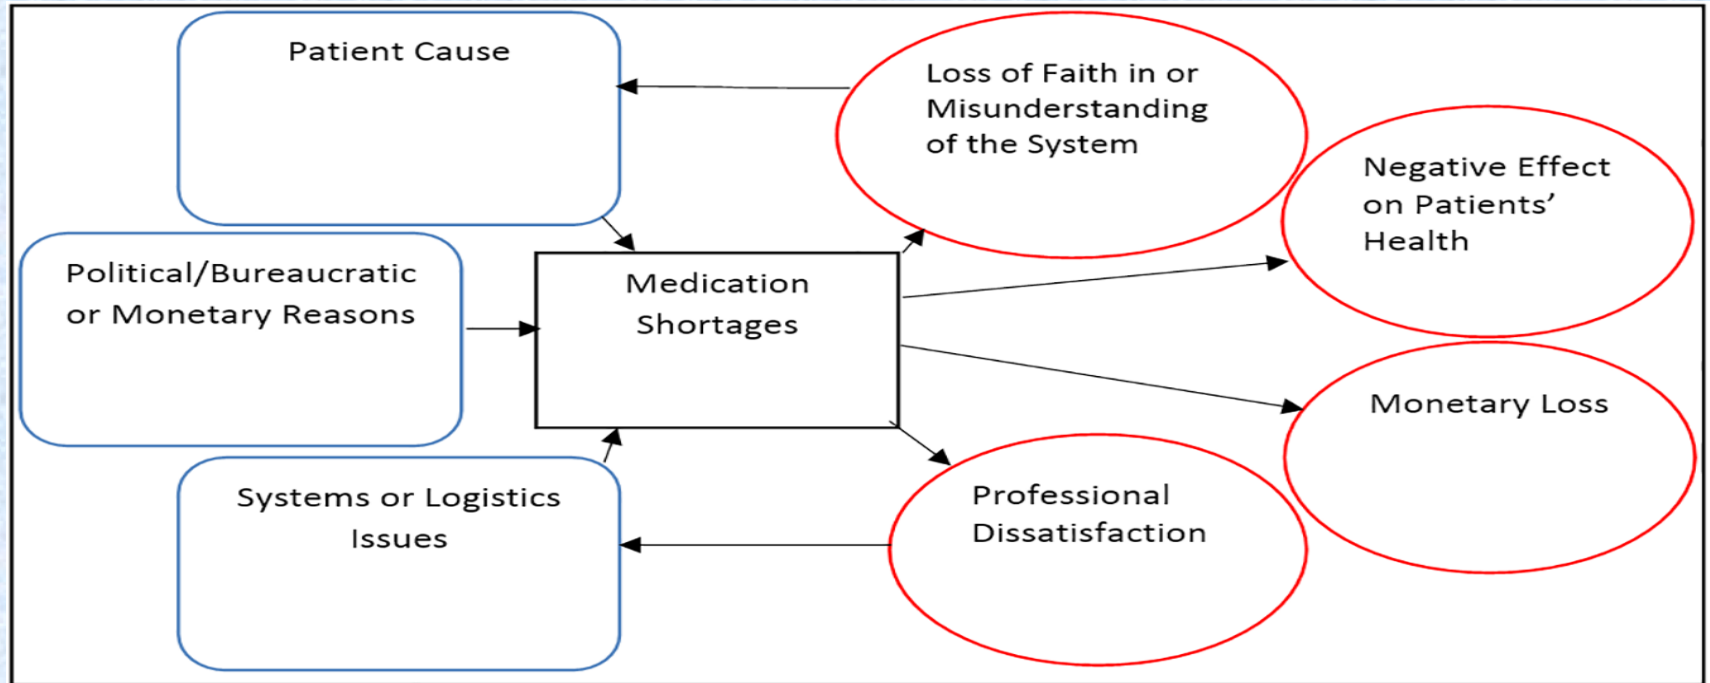 Patient Cause
Loss of Faith in or
Misunderstanding
of the System
Negative Effect
on Patients’
Health
Political/Bureaucratic
or Monetary Reasons
Medication
Shortages
Monetary Loss
Systems or Logistics
Issues
Professional
Dissatisfaction